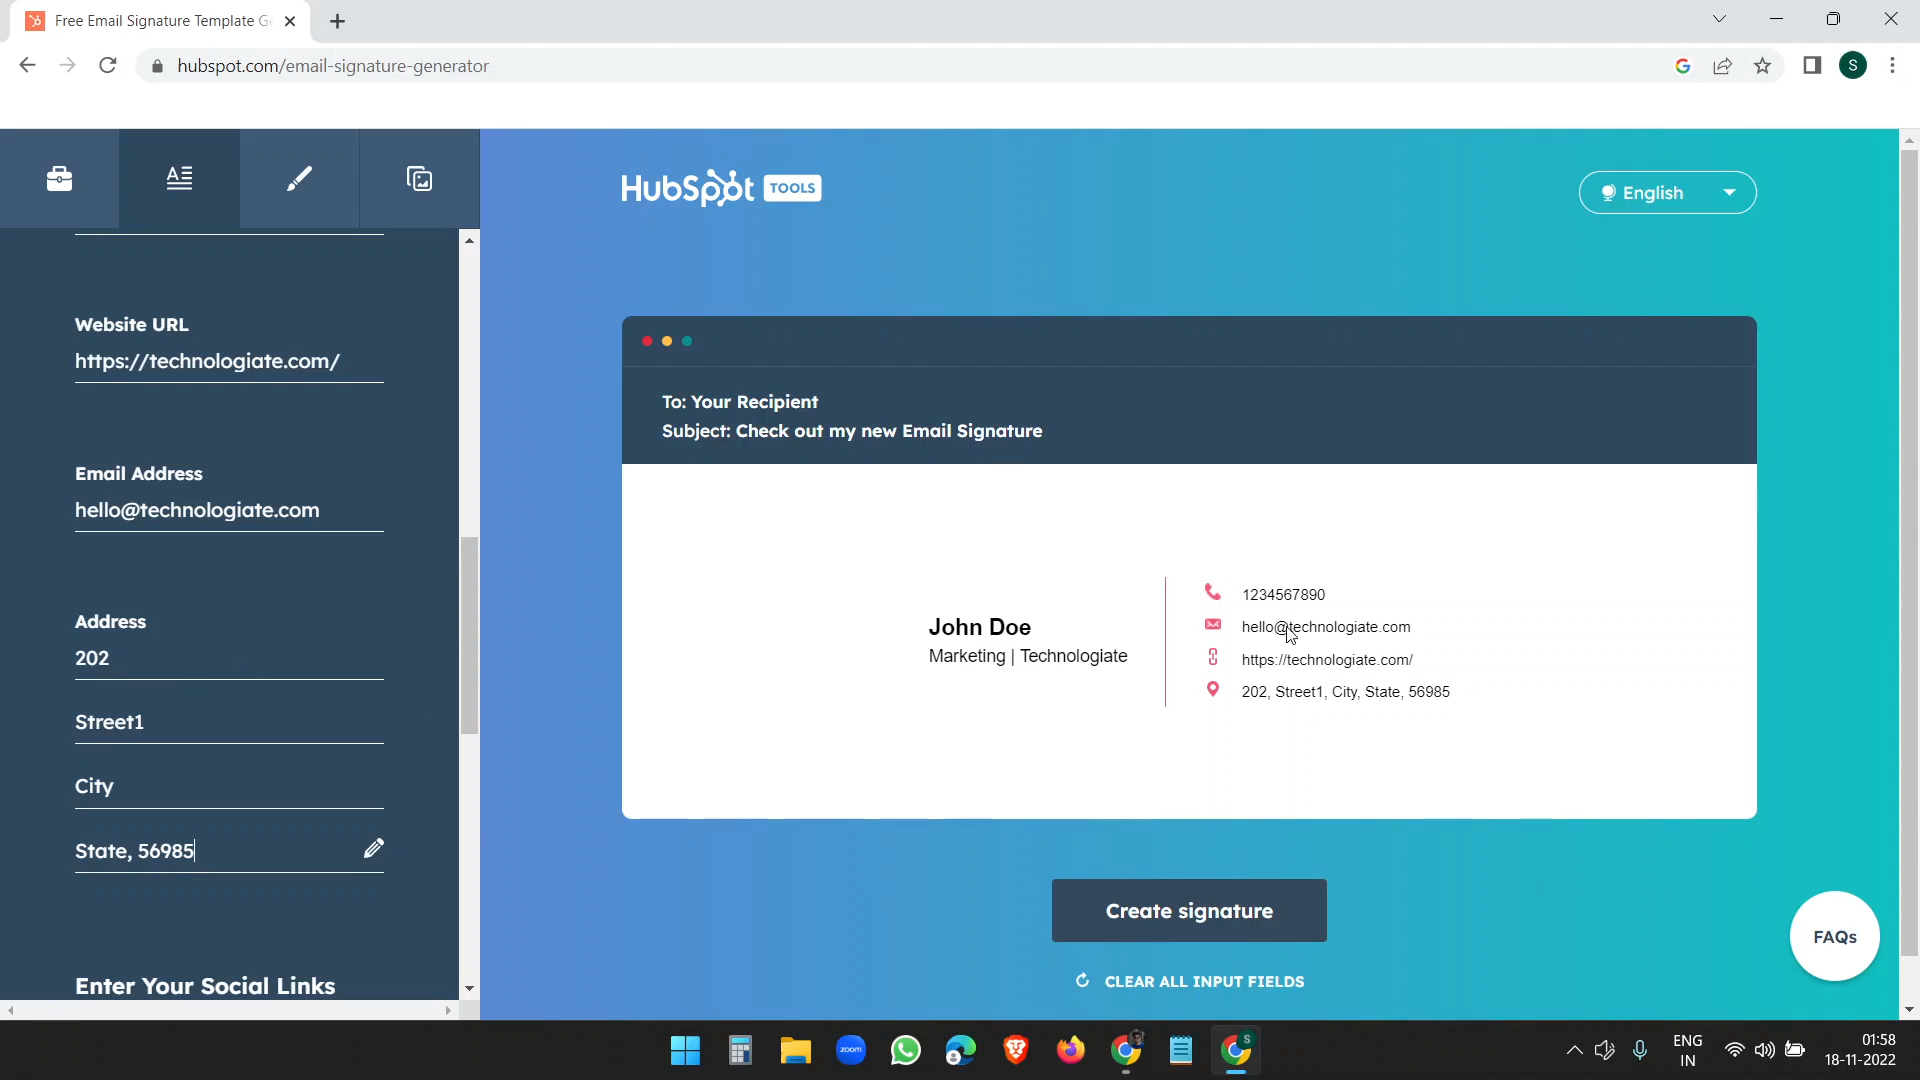 Free Email Signature Template Ge
hubspot.com/email-signature-generator
G
S
Website URL
https://technologiate.com/
Email Address
hello@technologiate.com
Address
202
Street1
City
State, 56985
Enter Your Social Links
HubSpot TOOLS
English
To: Your Recipient
Subject: Check out my new Email Signature
John Doe
Marketing | Technologiate
1234567890
hello@technologiate.com
https://technologiate.com/
202, Street1, City, State, 56985
Create signature
CLEAR ALL INPUT FIELDS
FAQs
zoom
S
ENG
IN
01:58
18-11-2022